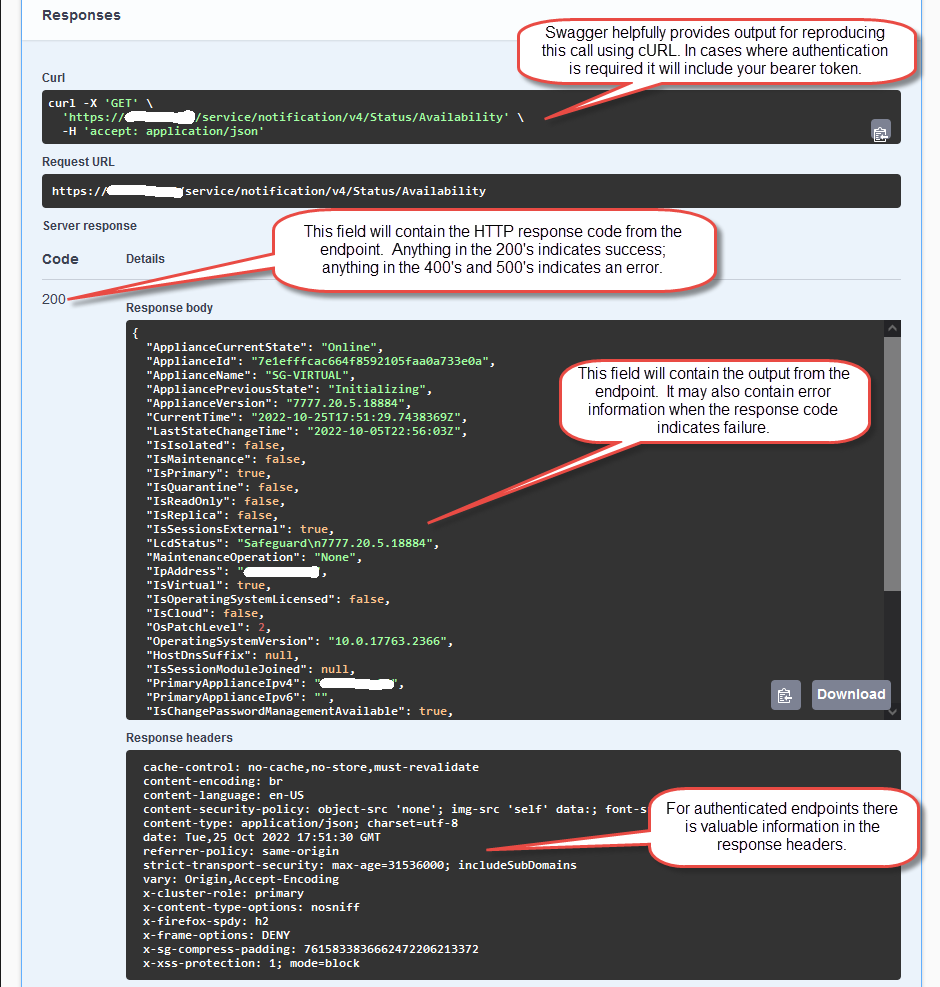 Responses
Swagger helpfully provides output for reproducing
this call using cURL. In cases where authentication
is required it will include your bearer token.
Curl
curl -X 'GET' \
'https://           /service/notification/v4/Status/Availability' \
-H 'accept: application/json'
Request URL
https://           /service/notification/v4/Status/Availability
Server response
This field will contain the HTTP response code from the
endpoint.  Anything in the 200's indicates success;
anything in the 400's and 500's indicates an error.
Code Details
200
Response body
{
"ApplianceCurrentState": "Online",
"ApplianceId": "7e1efffcac664f8592105faa0a733e0a",
"ApplianceName": "SG-VIRTUAL",
"AppliancePreviousState": "Initializing",
"ApplianceVersion": "7777.20.5.18884",
"CurrentTime": "2022-10-25T17:51:29.7438369Z",
"LastStateChangeTime": "2022-10-05T22:56:03Z",
"IsIsolated": false,
"IsMaintenance": false,
"IsPrimary": true,
"IsQuarantine": false,
"IsReadOnly": false,
"IsReplica": false,
"IsSessionsExternal": true,
"LcdStatus": "Safeguard\n7777.20.5.18884",
"MaintenanceOperation": "None",
"IpAddress": "           ",
"IsVirtual": true,
"IsOperatingSystemLicensed": false,
"IsCloud": false,
"OsPatchLevel": 2,
"OperatingSystemVersion": "10.0.17763.2366",
"HostDnsSuffix": null,
"IsSessionModuleJoined": null,
"PrimaryApplianceIpv4": "           ",
"PrimaryApplianceIpv6": "",
"IsChangePasswordManagementAvailable": true,
This field will contain the output from the
endpoint.  It may also contain error
information when the response code
indicates failure.
Download
Response headers
cache-control: no-cache,no-store,must-revalidate
content-encoding: br
content-language: en-US
content-security-policy: object-src 'none'; img-src 'self' data:; font-s
content-type: application/json; charset=utf-8
date: Tue,25 Oct 2022 17:51:30 GMT
referrer-policy: same-origin
strict-transport-security: max-age=31536000; includeSubDomains
vary: Origin,Accept-Encoding
x-cluster-role: primary
x-content-type-options: nosniff
x-firefox-spdy: h2
x-frame-options: DENY
x-sg-compress-padding: 7615833836662472206213372
x-xss-protection: 1; mode=block
For authenticated endpoints there
is valuable information in the
response headers.